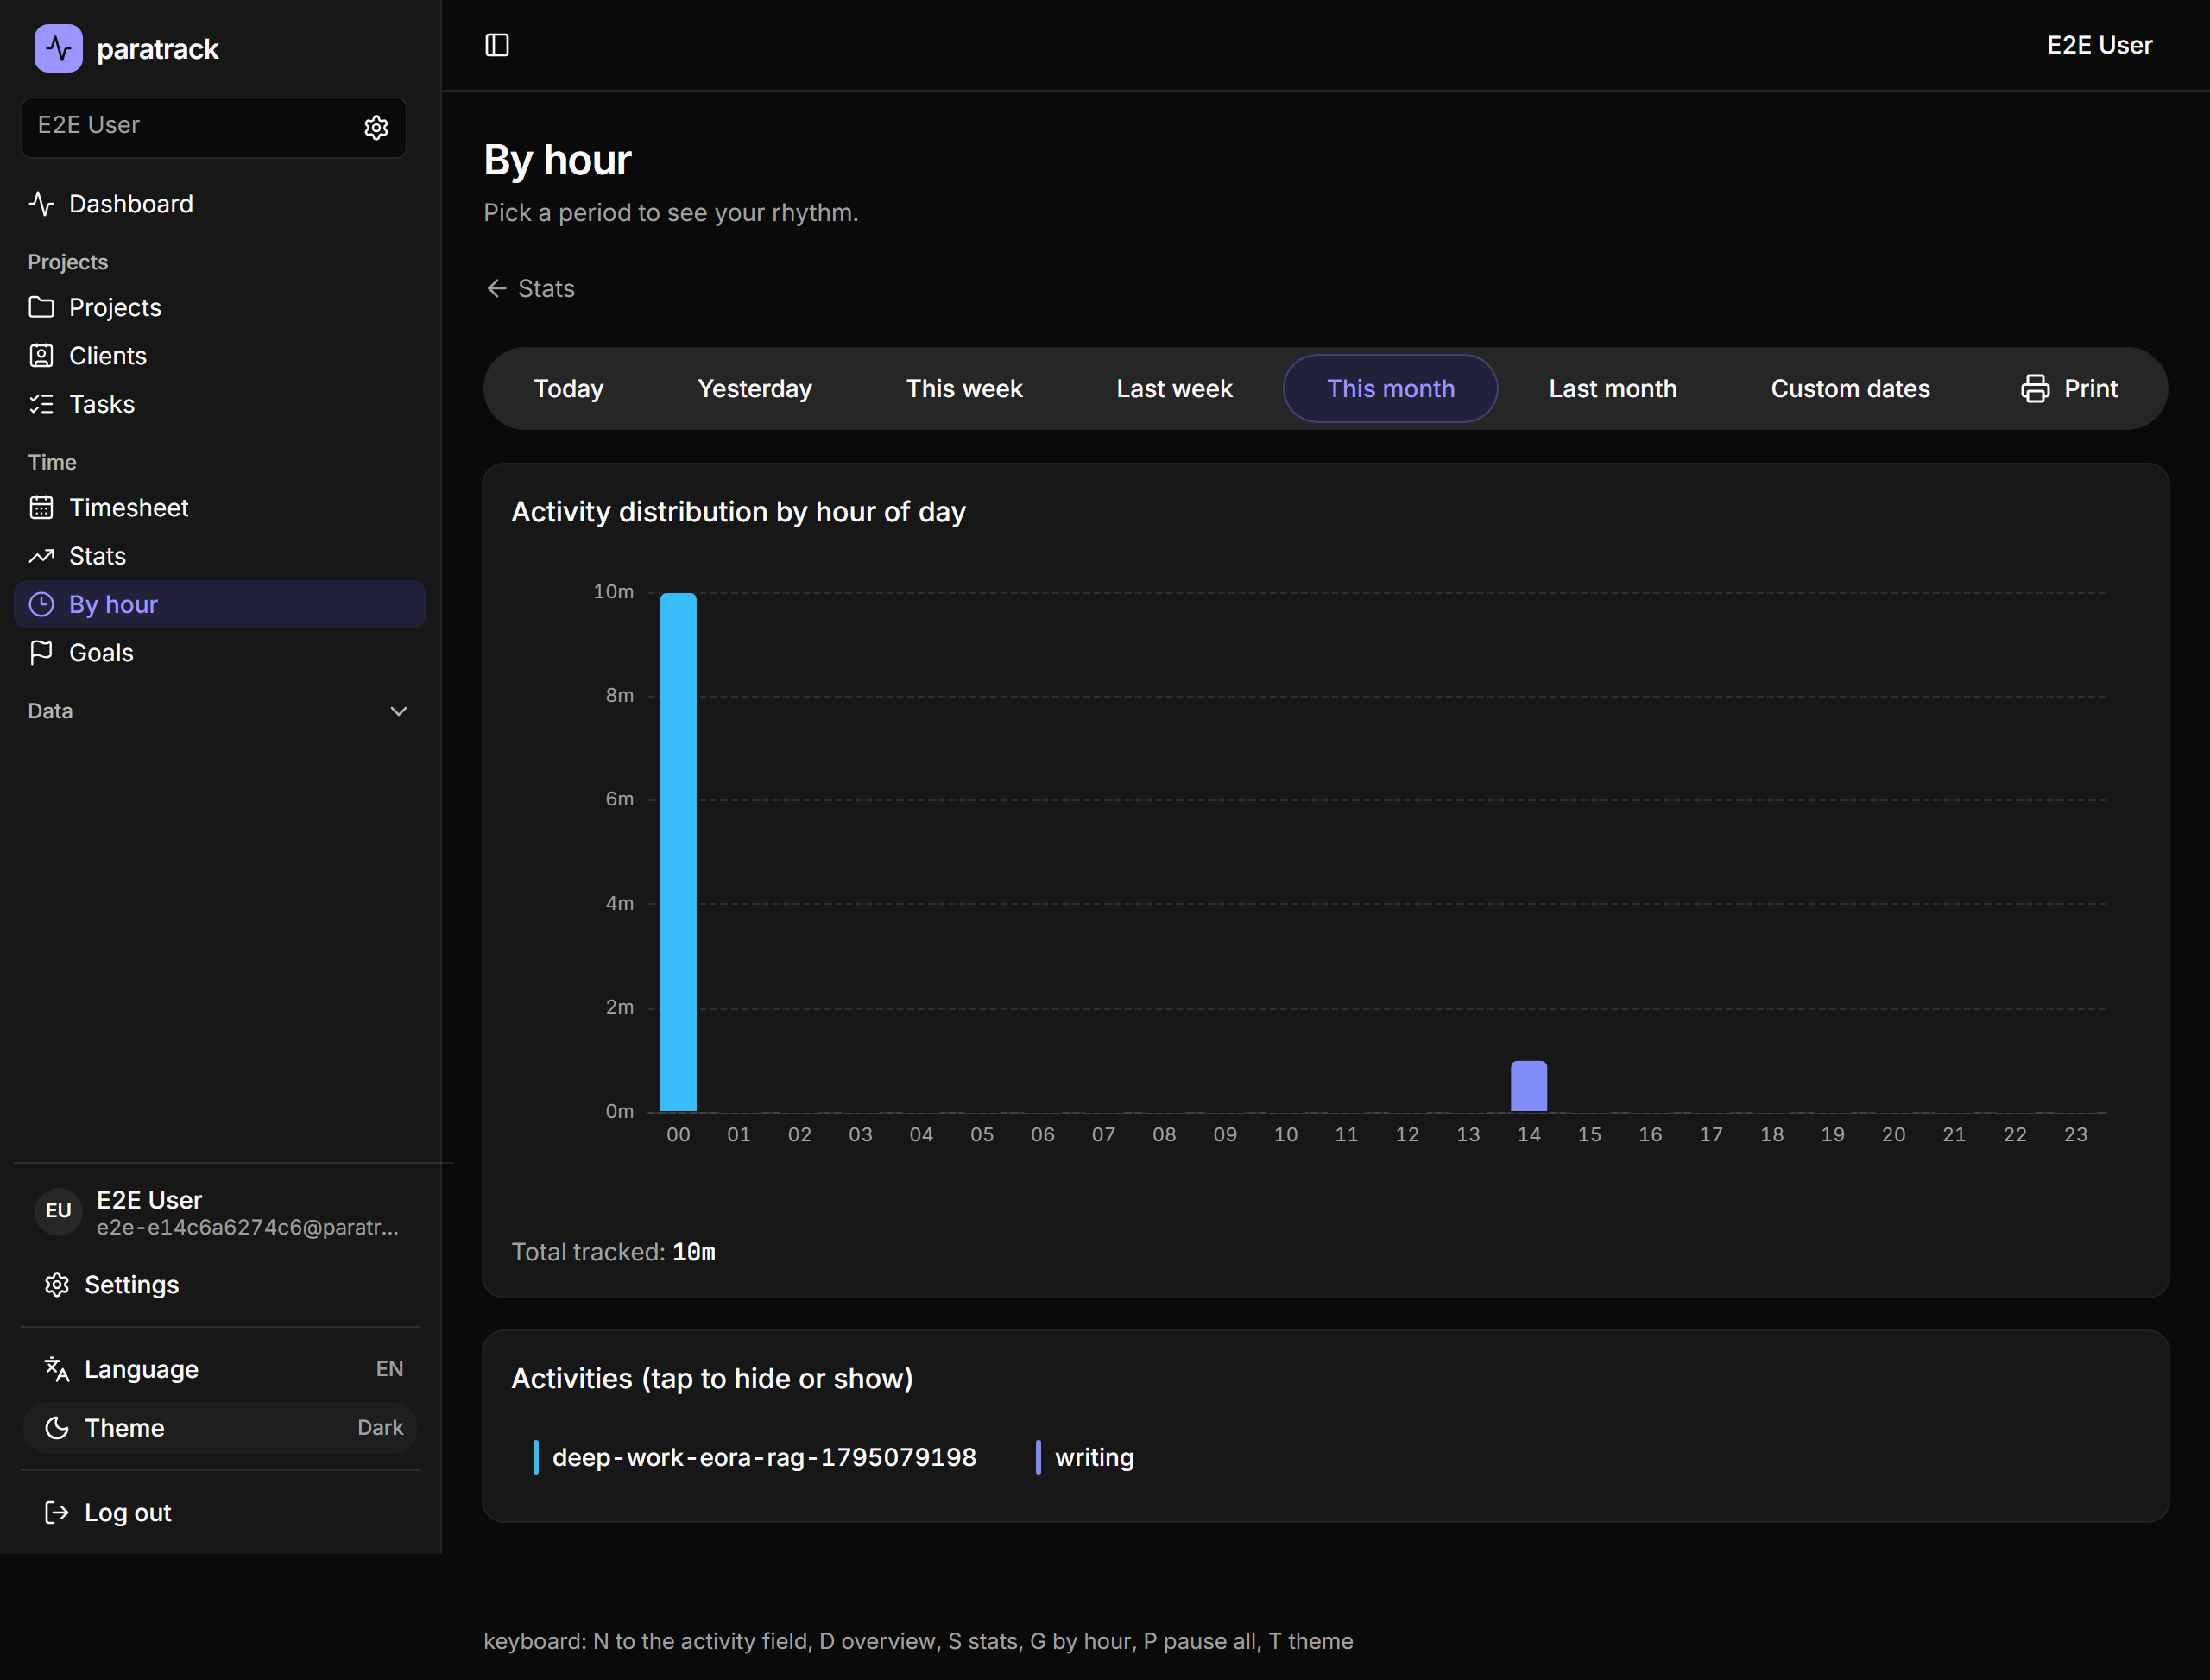 paratrack
E2E User
Dashboard
Projects
Projects
Clients
Tasks
Time
Timesheet
Stats
By hour
Goals
Data
EU
E2E User
e2e-e14c6a6274c6@paratr...
Settings
Language EN
Theme Dark
Log out
E2E User
By hour
Pick a period to see your rhythm.
Stats
Today Yesterday This week Last week This month Last month Custom dates Print
Activity distribution by hour of day
10m
8m
6m
4m
2m
0m
00 01 02 03 04 05 06 07 08 09 10 11 12 13 14 15 16 17 18 19 20 21 22 23
Total tracked: 10m
Activities (tap to hide or show)
deep-work-eora-rag-1795079198 writing
keyboard: N to the activity field, D overview, S stats, G by hour, P pause all, T theme